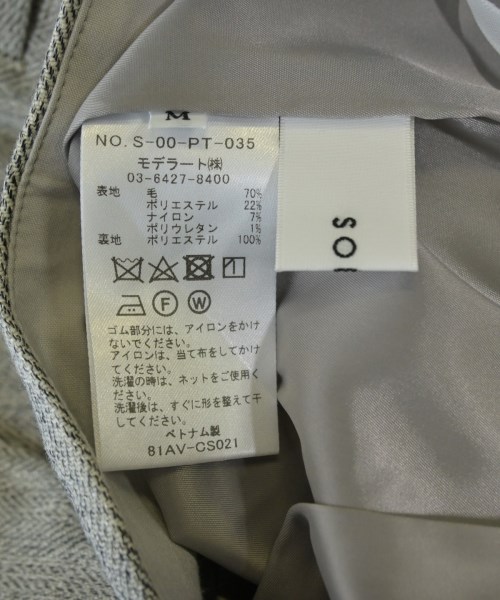 M
NO. S-00-PT-035
モデラート㈱
03-6427-8400
表地 毛 70%
ポリエステル 22%
ナイロン 7%
ポリウレタン 1%
裏地 ポリエステル 100%
F W
ゴム部分には、アイロンをかけ
ないでください。
アイロンは、当て布をしてかけ
てください。
洗濯の時は、ネットをご使用く
ださい。
洗濯後は、すぐに形を整えて干
してください。
ベトナム製
81AV-CS021
SO